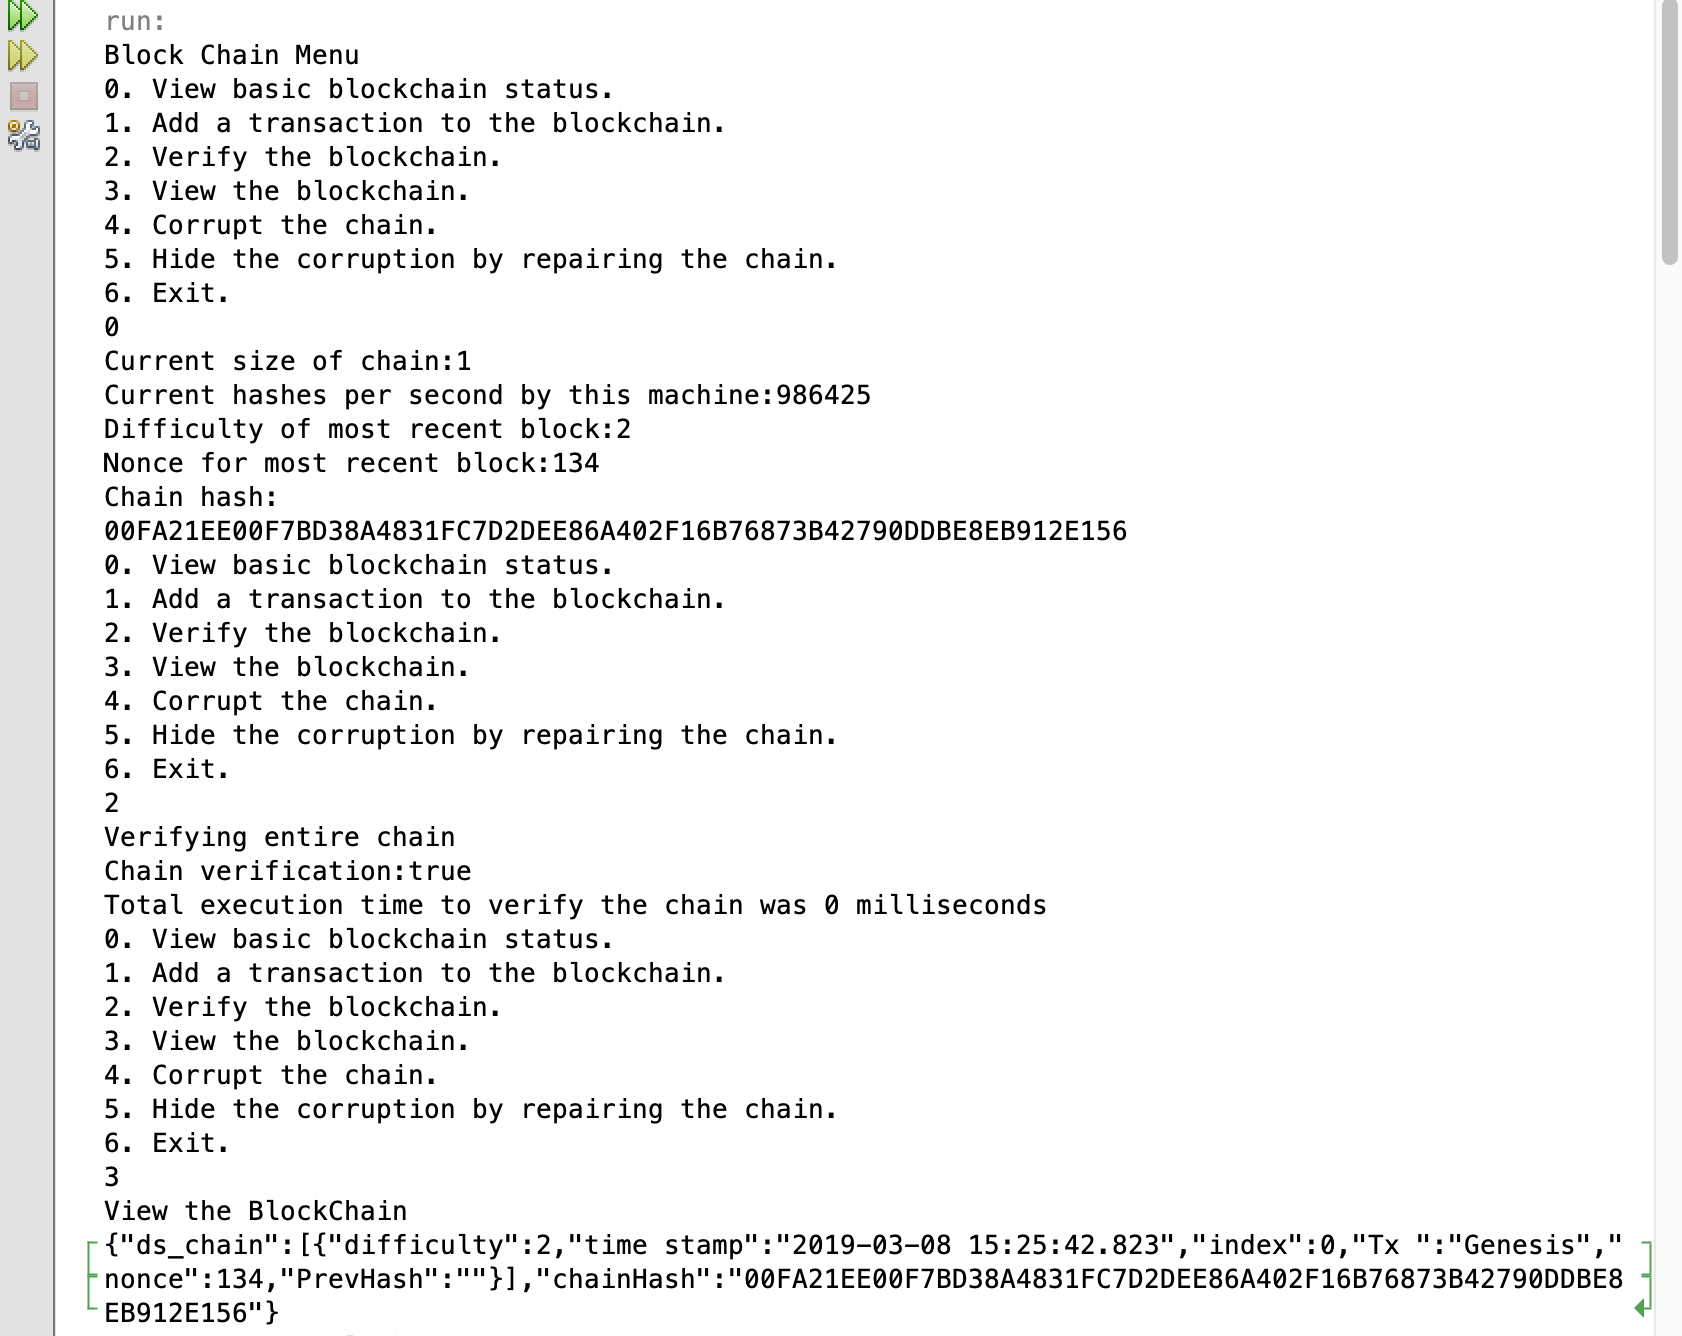 run:
Block Chain Menu
0. View basic blockchain status.
1. Add a transaction to the blockchain.
2. Verify the blockchain.
3. View the blockchain.
4. Corrupt the chain.
5. Hide the corruption by repairing the chain.
6. Exit.
0
Current size of chain:1
Current hashes per second by this machine:986425
Difficulty of most recent block:2
Nonce for most recent block:134
Chain hash:
00FA21EE00F7BD38A4831FC7D2DEE86A402F16B76873B42790DDBE8EB912E156
0. View basic blockchain status.
1. Add a transaction to the blockchain.
2. Verify the blockchain.
3. View the blockchain.
4. Corrupt the chain.
5. Hide the corruption by repairing the chain.
6. Exit.
2
Verifying entire chain
Chain verification:true
Total execution time to verify the chain was 0 milliseconds
0. View basic blockchain status.
1. Add a transaction to the blockchain.
2. Verify the blockchain.
3. View the blockchain.
4. Corrupt the chain.
5. Hide the corruption by repairing the chain.
6. Exit.
3
View the BlockChain
{"ds_chain":[{"difficulty":2,"time stamp":"2019-03-08 15:25:42.823","index":0,"Tx ":"Genesis","
nonce":134,"PrevHash":""}],"chainHash":"00FA21EE00F7BD38A4831FC7D2DEE86A402F16B76873B42790DDBE8
EB912E156"}